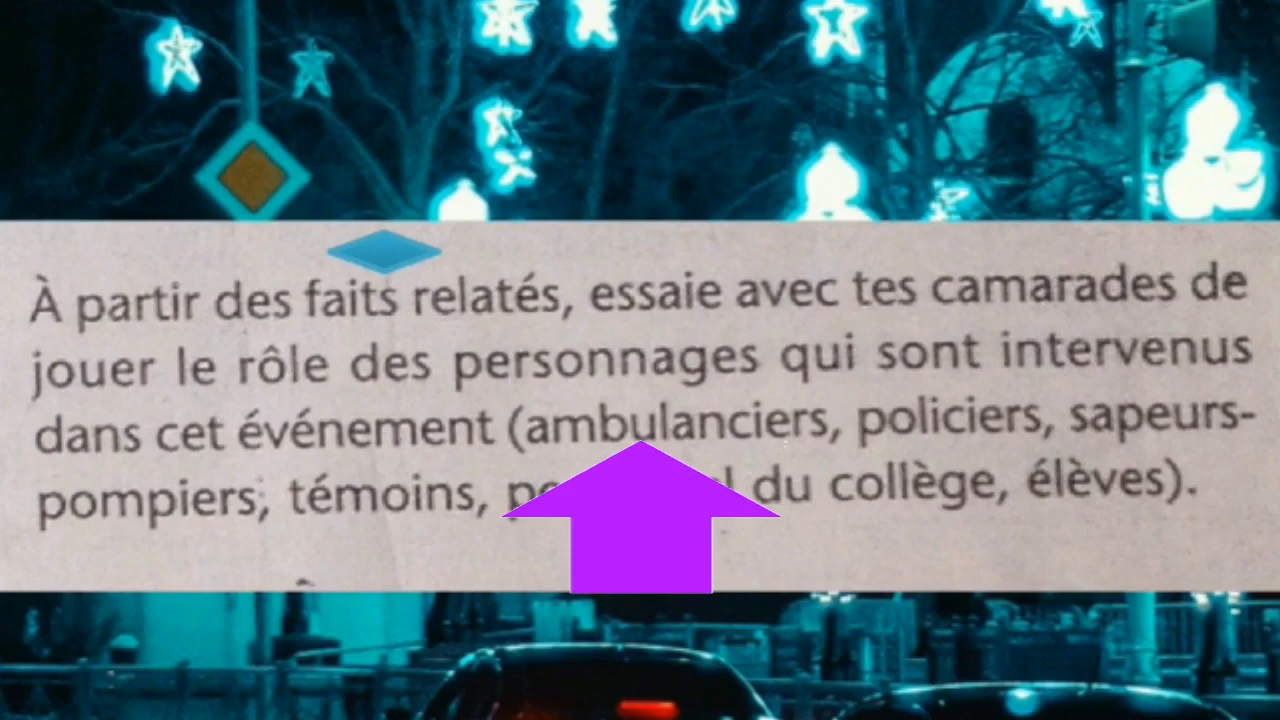 À partir des faits relatés, essaie avec tes camarades de
jouer le rôle des personnages qui sont intervenus
dans cet événement (ambulanciers, policiers, sapeurs-
pompiers, témoins, du collège, élèves).